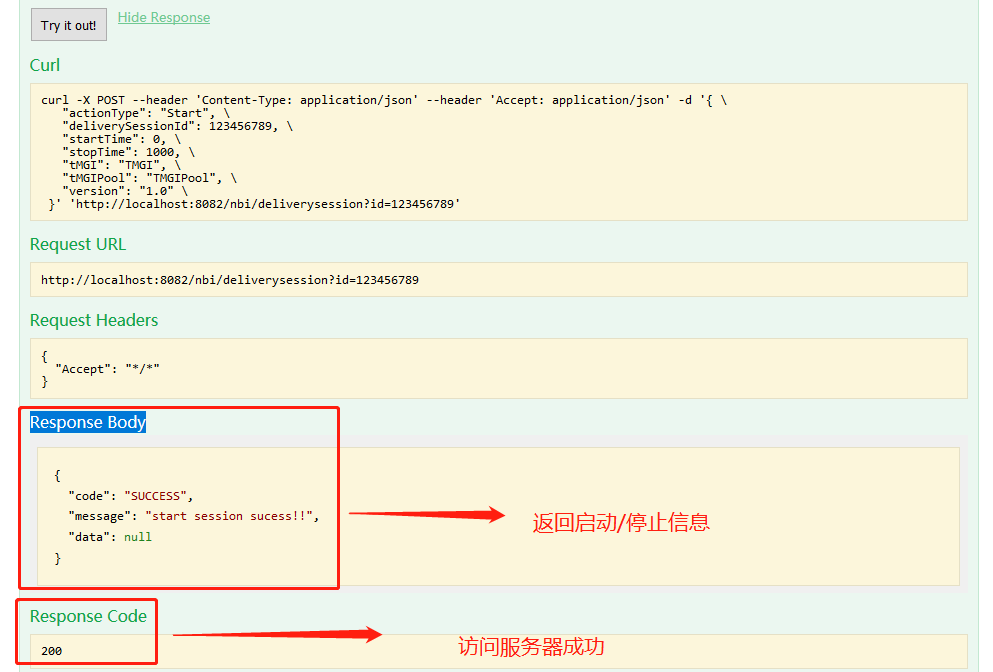 Try it out!
Hide Response
Curl
curl -X POST --header 'Content-Type: application/json' --header 'Accept: application/json' -d '{ \
"actionType": "Start", \
"deliverySessionId": 123456789, \
"startTime": 0, \
"stopTime": 1000, \
"tMGI": "TMGI", \
"tMGIPool": "TMGIPool", \
"version": "1.0" \
}' 'http://localhost:8082/nbi/deliverysession?id=123456789'
Request URL
http://localhost:8082/nbi/deliverysession?id=123456789
Request Headers
{
"Accept": "*/*"
}
Response Body
{
"code": "SUCCESS",
"message": "start session sucess!!",
"data": null
}
返回启动/停止信息
Response Code
200
访问服务器成功